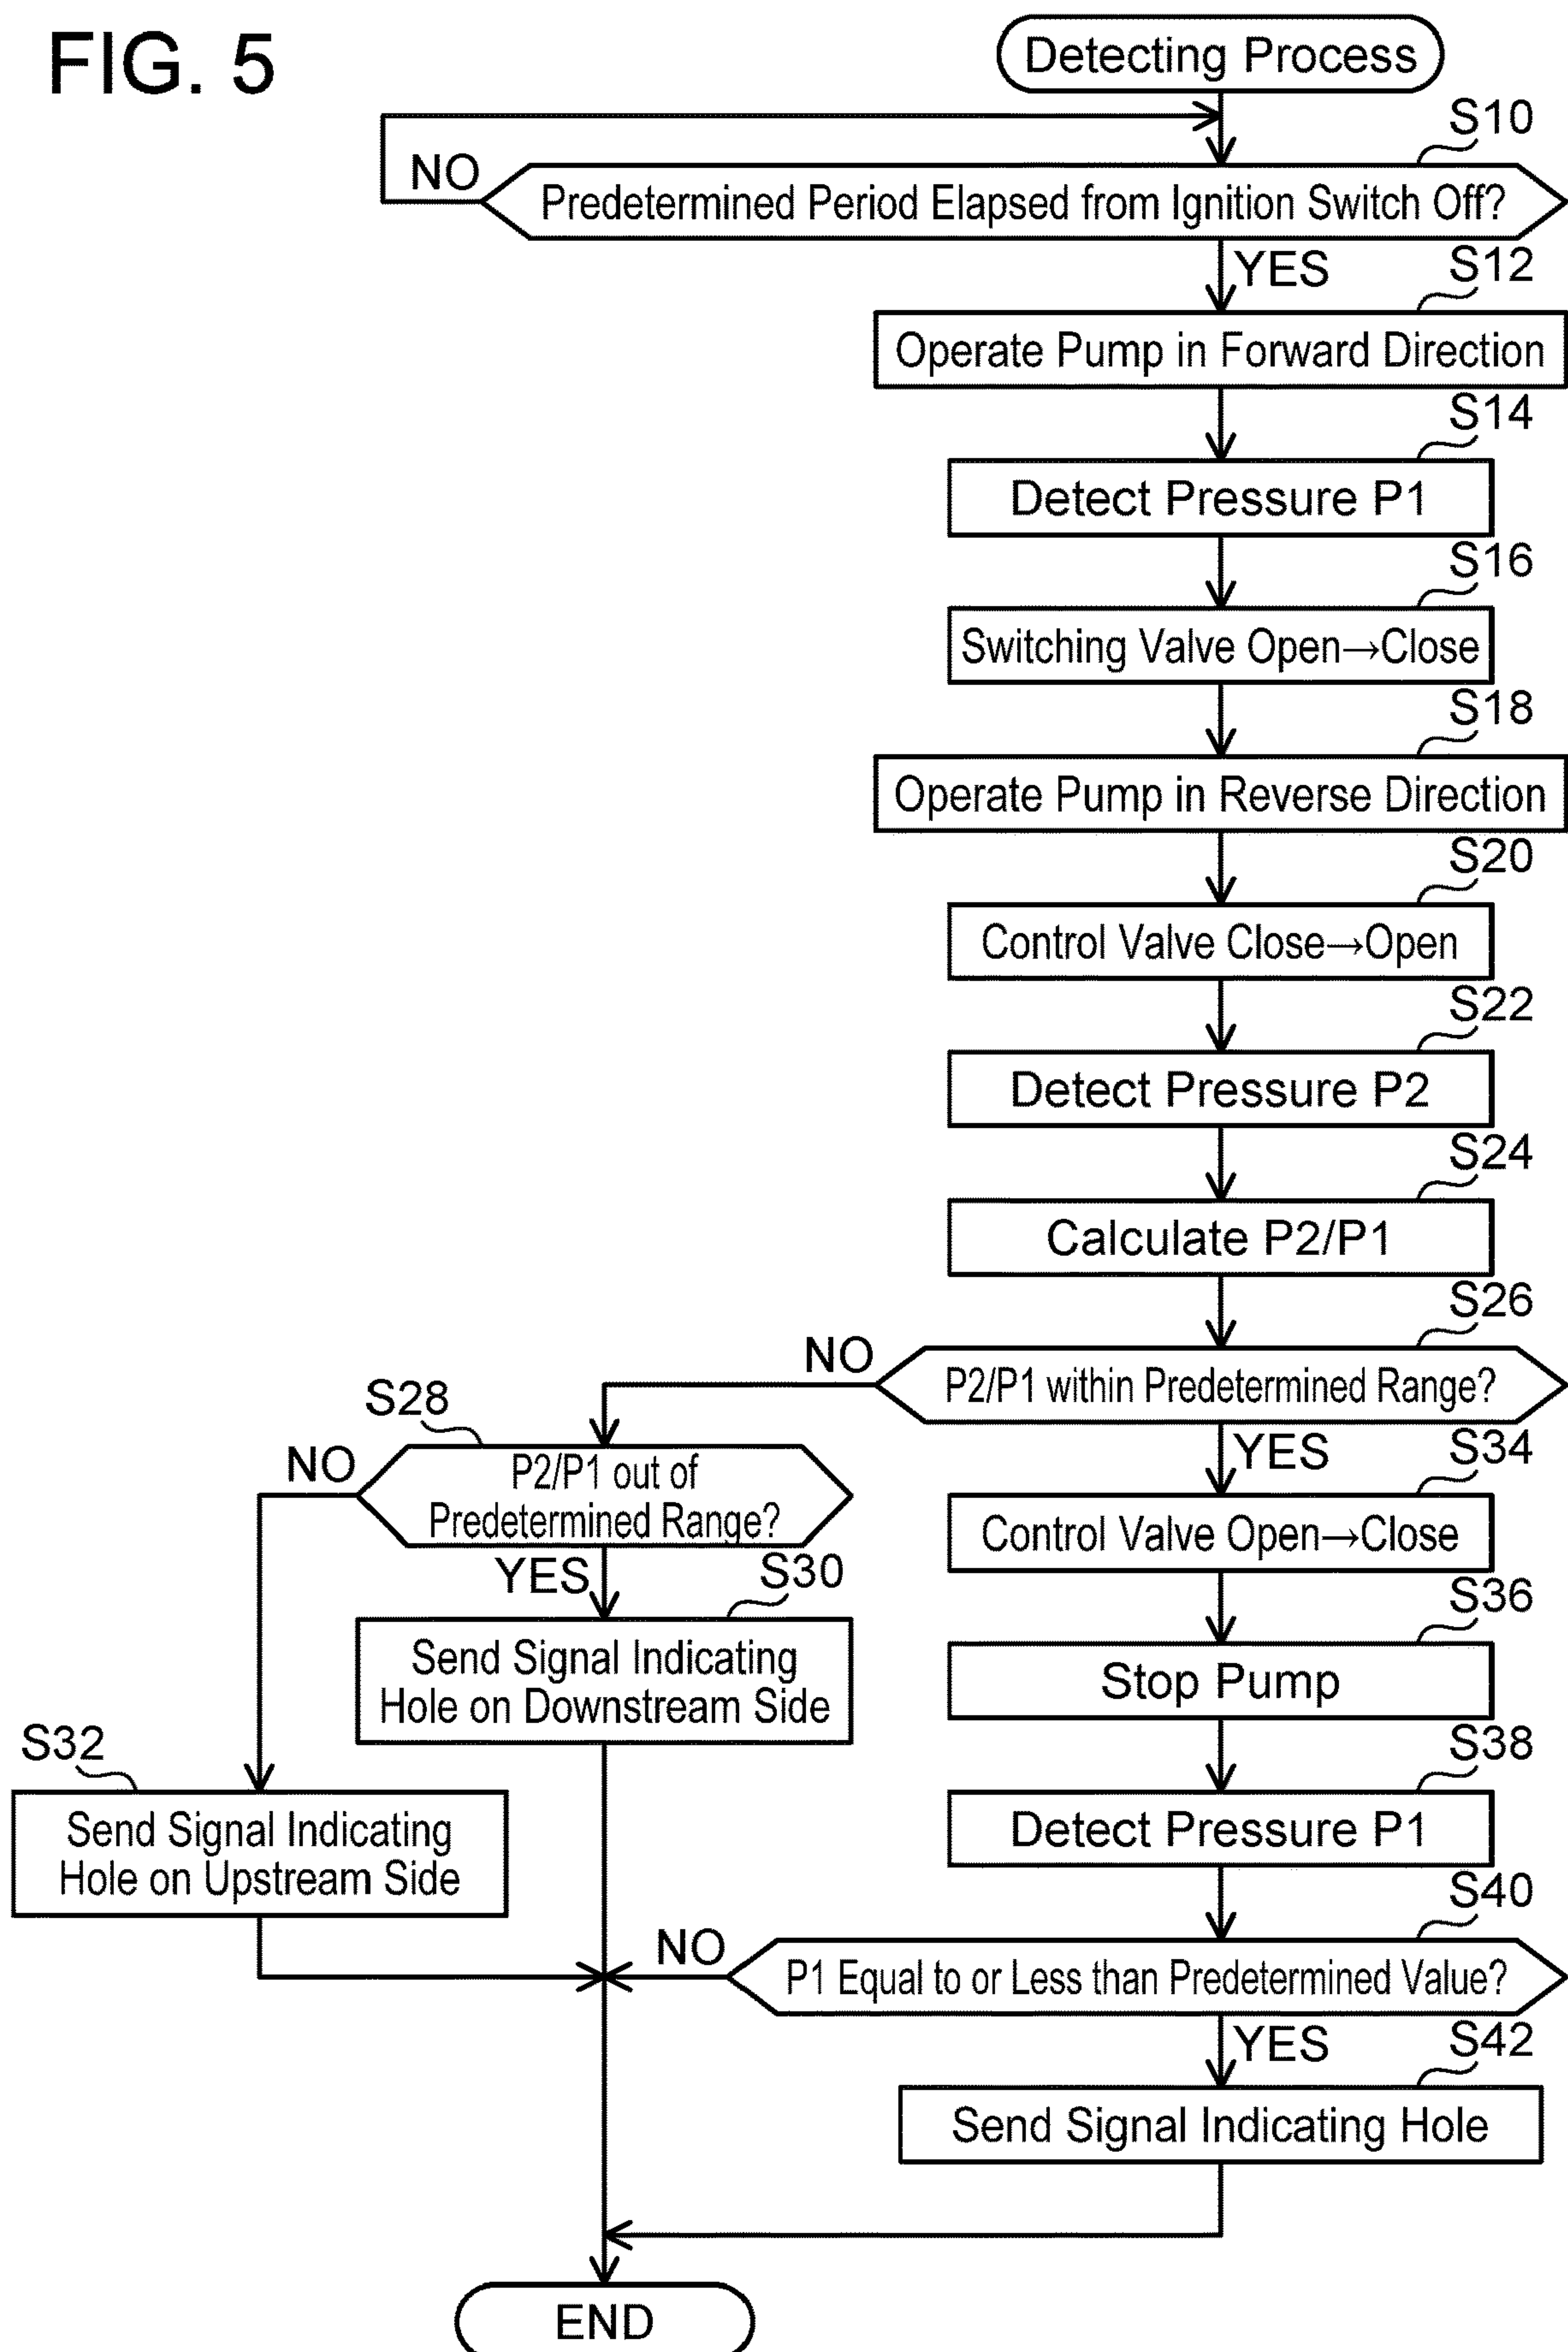 FIG. 5
Detecting Process
S10
NO
Predetermined Period Elapsed from Ignition Switch Off?
YES
S12
Operate Pump in Forward Direction
S14
Detect Pressure P1
S16
Switching Valve Open→Close
S18
Operate Pump in Reverse Direction
S20
Control Valve Close→Open
S22
Detect Pressure P2
S24
Calculate P2/P1
S26
NO
P2/P1 within Predetermined Range?
S28
NO
P2/P1 out of
Predetermined Range?
YES
S30
Send Signal Indicating
Hole on Downstream Side
S32
Send Signal Indicating
Hole on Upstream Side
YES
S34
Control Valve Open→Close
S36
Stop Pump
S38
Detect Pressure P1
S40
NO
P1 Equal to or Less than Predetermined Value?
YES
S42
Send Signal Indicating Hole
END